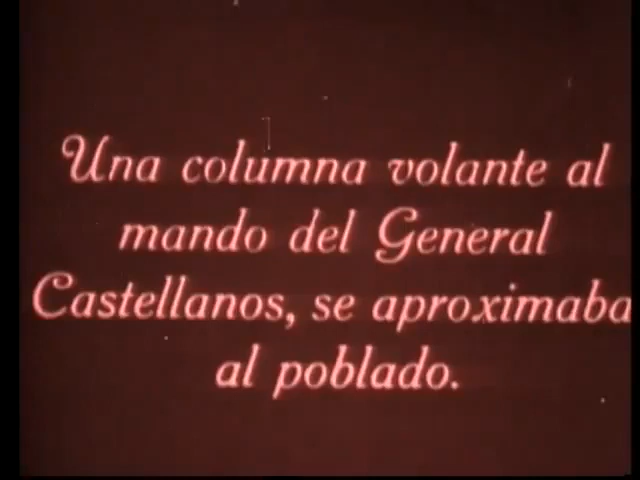 Una columna volante al
mando del General
Castellanos, se aproximaba
al poblado.